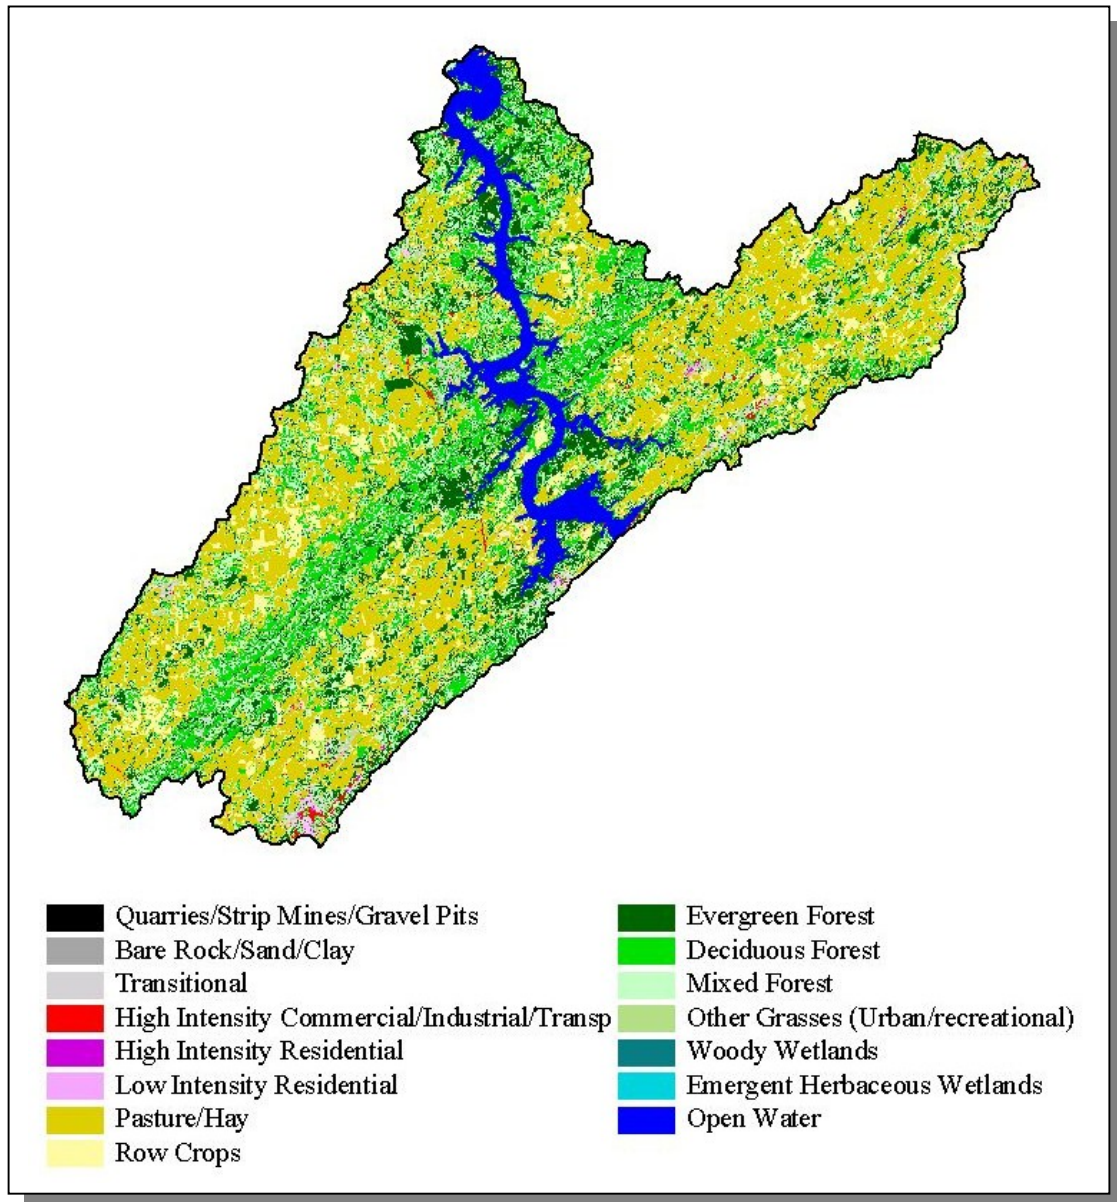 Quarries/Strip Mines/Gravel Pits
Bare Rock/Sand/Clay
Transitional
High Intensity Commercial/Industrial/Transp
High Intensity Residential
Low Intensity Residential
Pasture/Hay
Row Crops
Evergreen Forest
Deciduous Forest
Mixed Forest
Other Grasses (Urban/recreational)
Woody Wetlands
Emergent Herbaceous Wetlands
Open Water